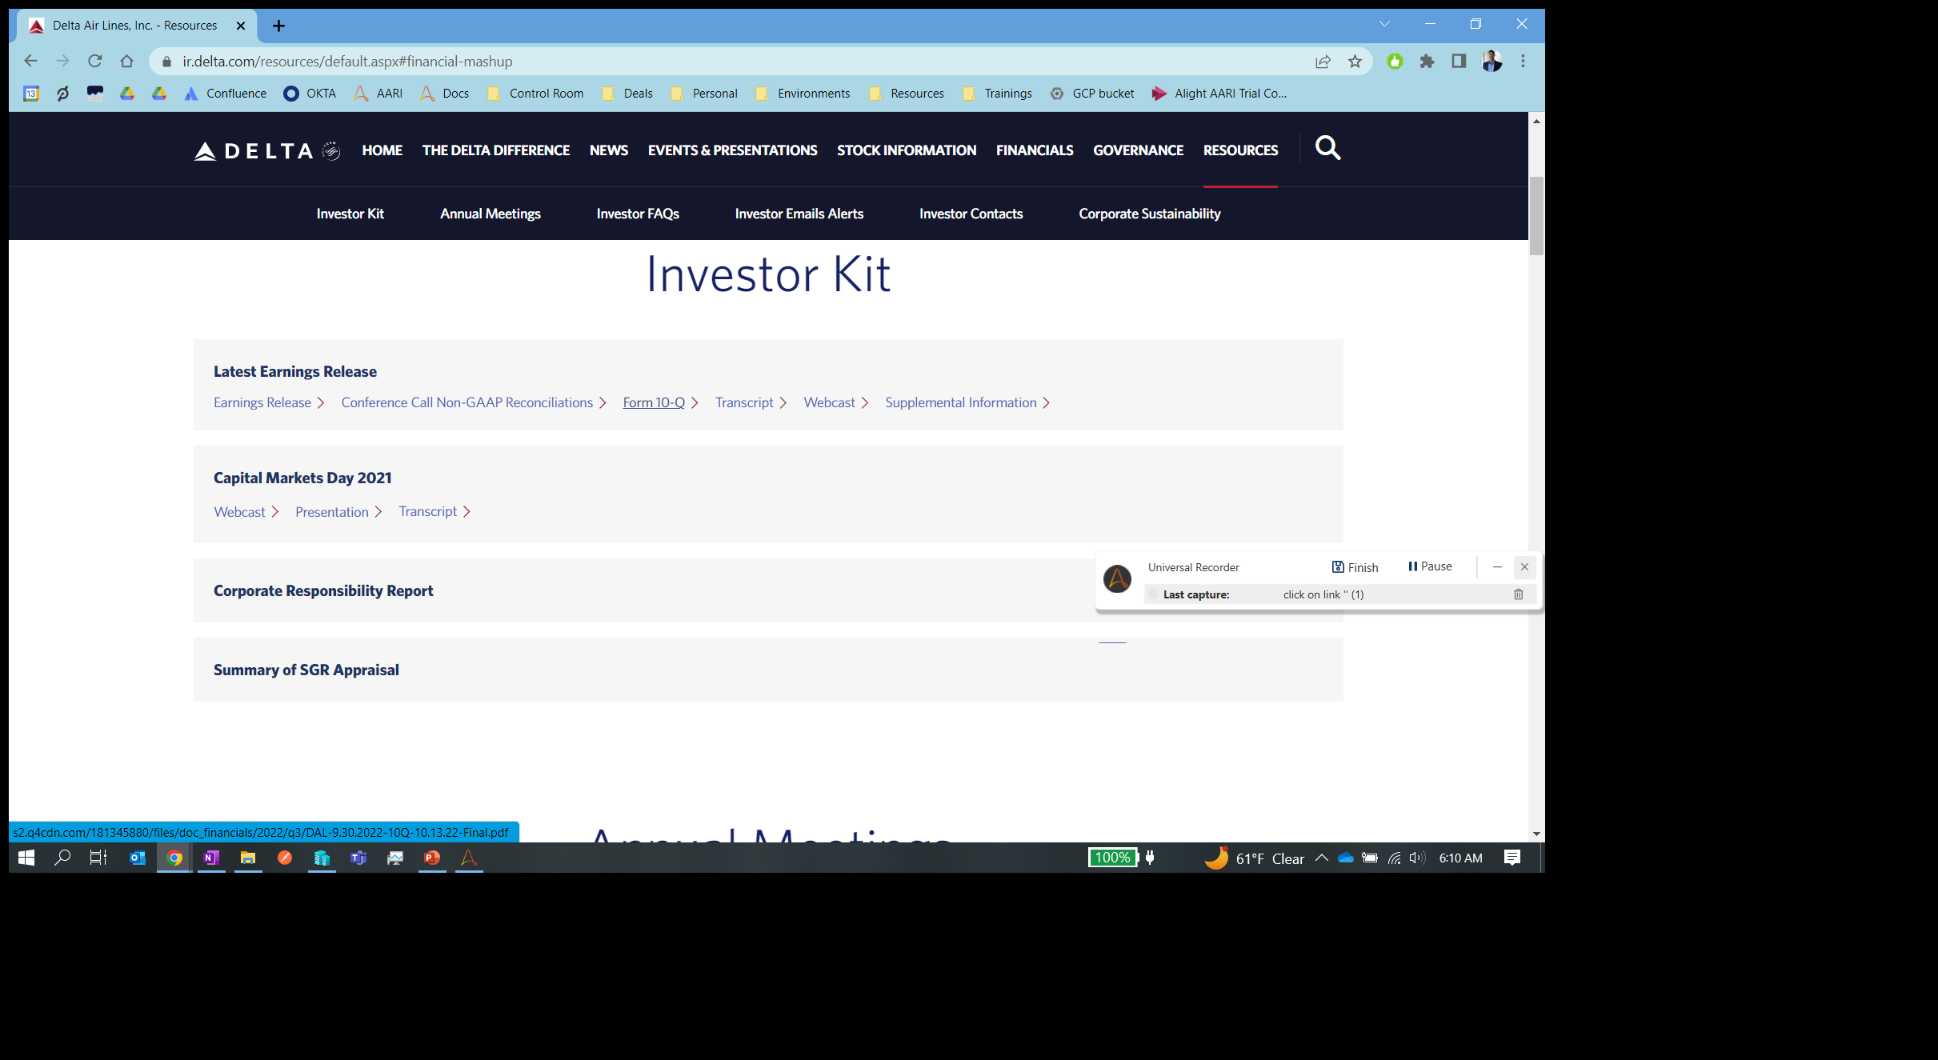 Delta Air Lines, Inc. - Resources
ir.delta.com/resources/default.aspx#financial-mashup
13 Confluence OKTA AARI Docs Control Room Deals Personal Environments Resources Trainings GCP bucket Alight AARI Trial Co...
DELTA HOME THE DELTA DIFFERENCE NEWS EVENTS & PRESENTATIONS STOCK INFORMATION FINANCIALS GOVERNANCE RESOURCES
Investor Kit Annual Meetings Investor FAQs Investor Emails Alerts Investor Contacts Corporate Sustainability
Investor Kit
Latest Earnings Release
Earnings Release Conference Call Non-GAAP Reconciliations Form 10-Q Transcript Webcast Supplemental Information
Capital Markets Day 2021
Webcast Presentation Transcript
Universal Recorder Finish Pause
Last capture: click on link '' (1)
Corporate Responsibility Report
Summary of SGR Appraisal
Annual Meetings
s2.q4cdn.com/181345880/files/doc_financials/2022/q3/DAL-9.30.2022-10Q-10.13.22-Final.pdf
100% 61°F Clear 6:10 AM